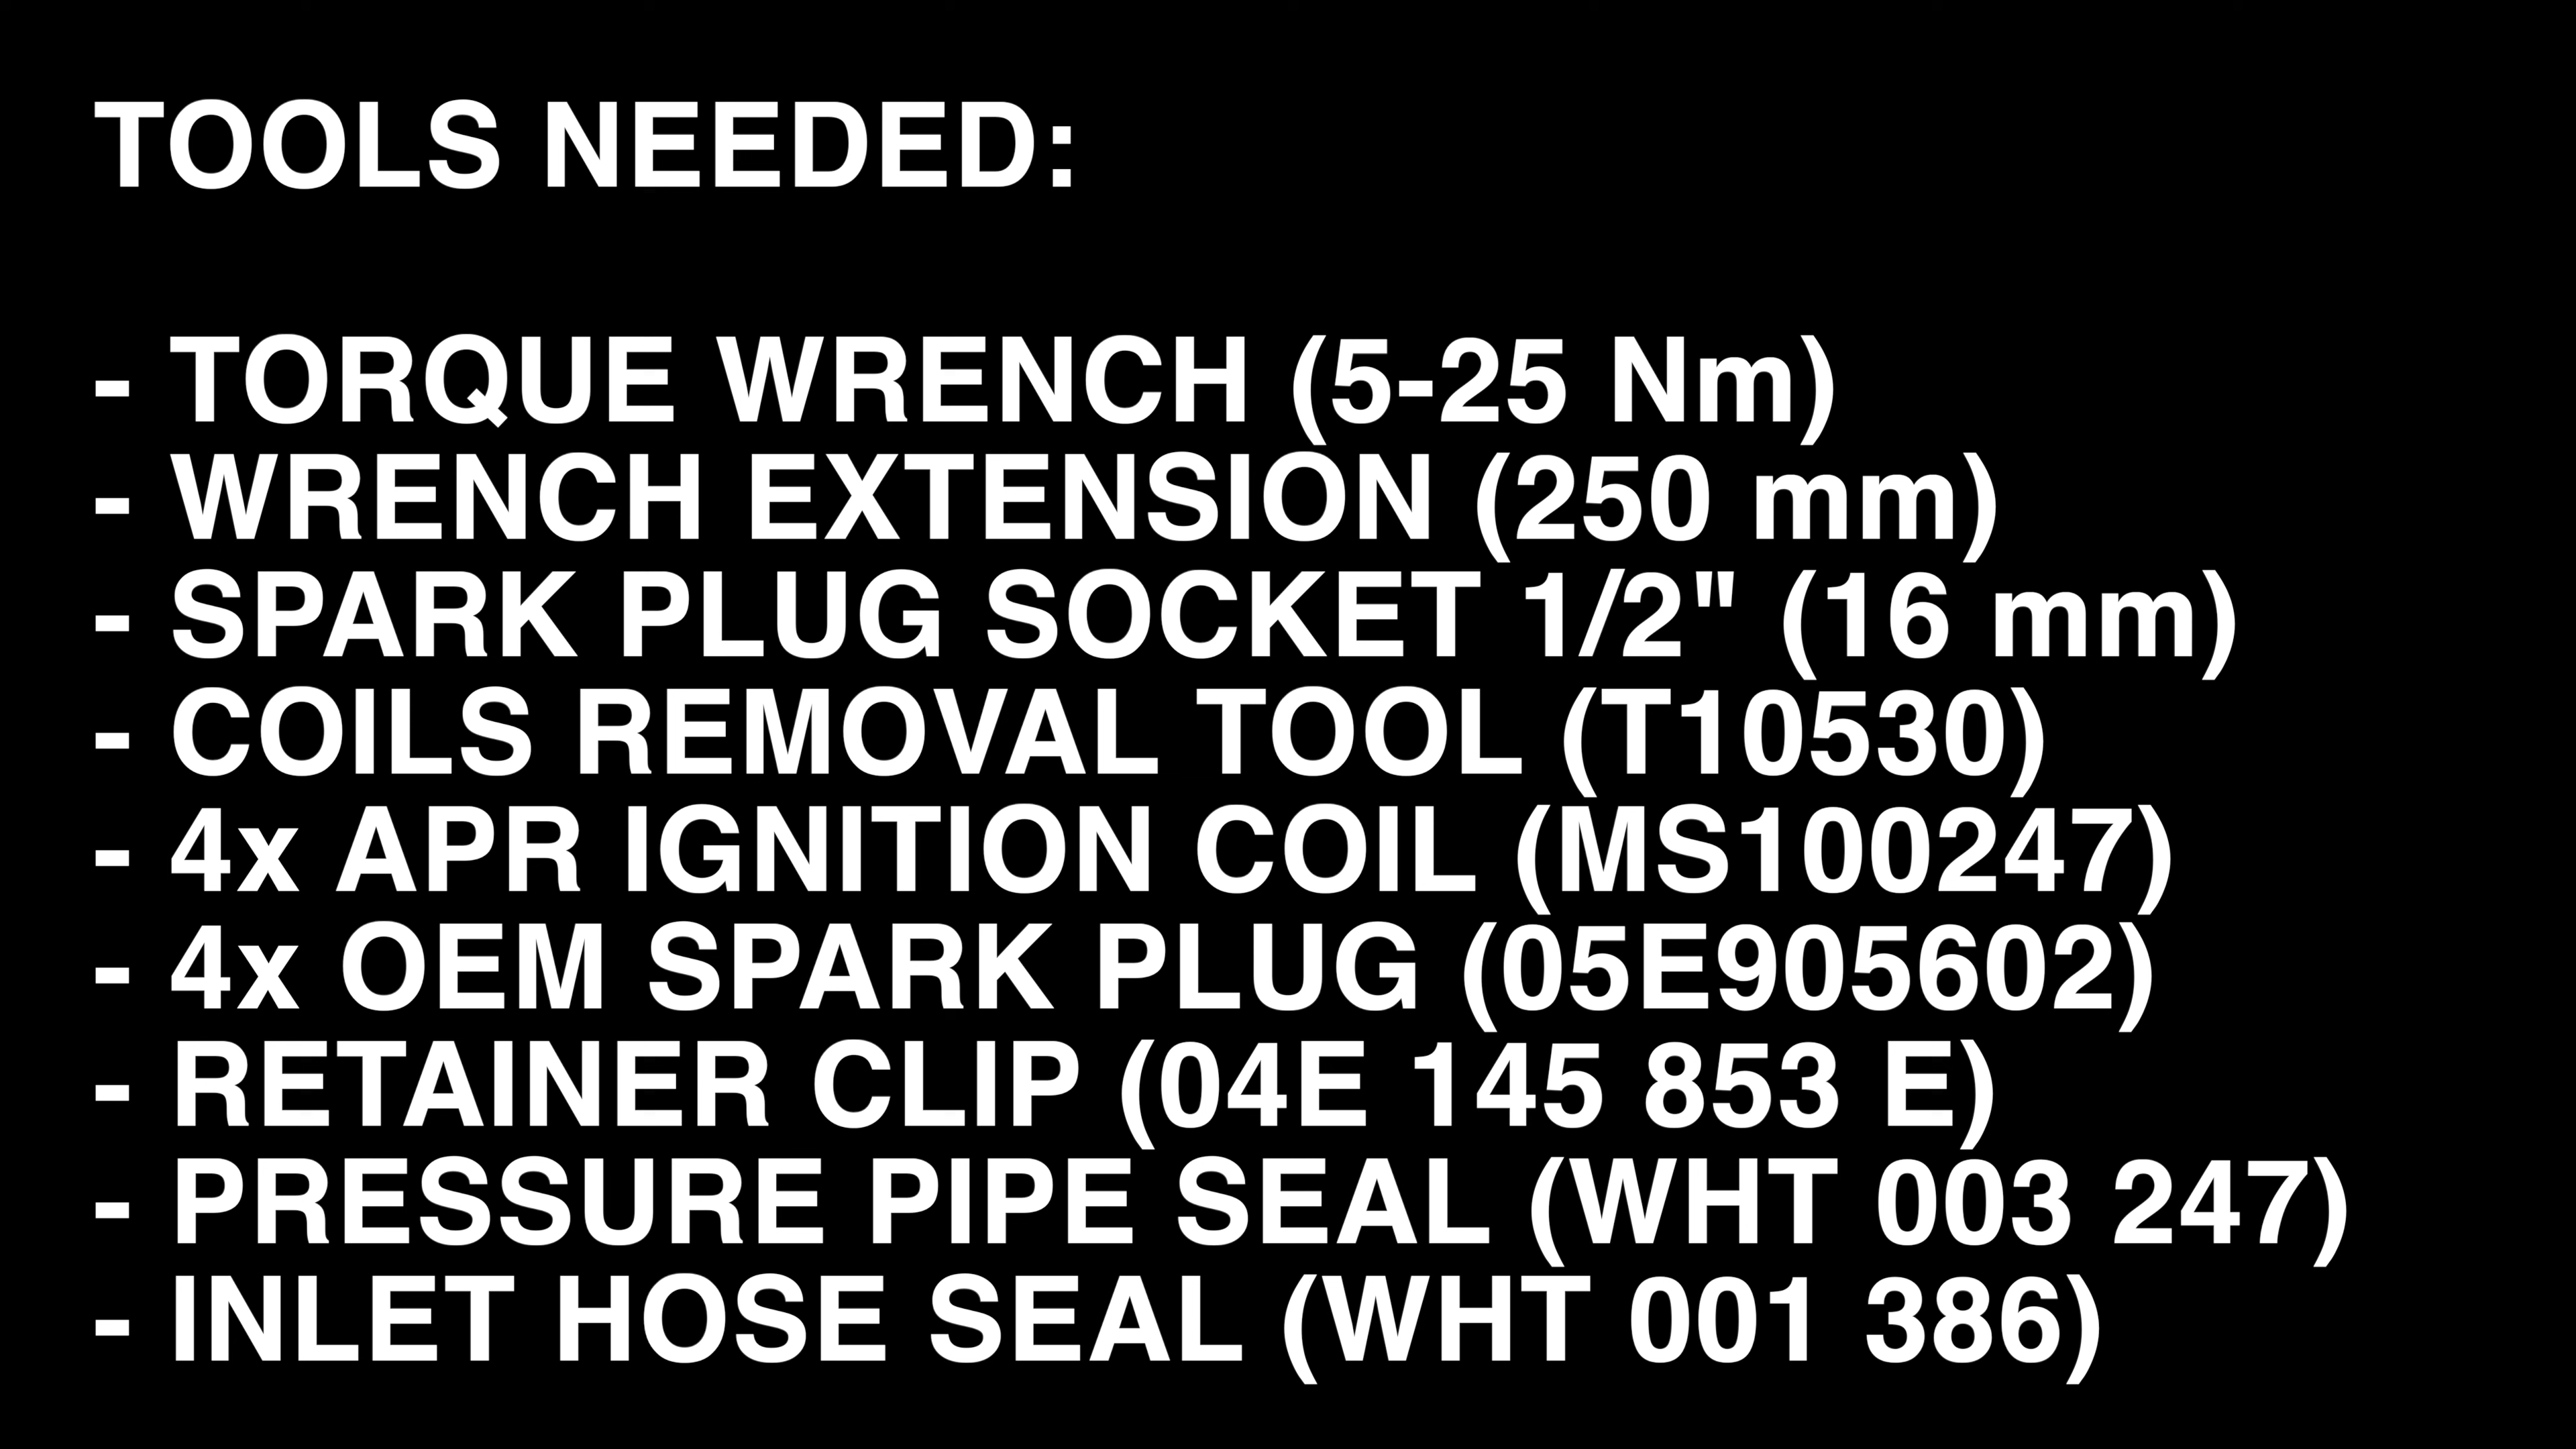 TOOLS NEEDED:
- TORQUE WRENCH (5-25 Nm)
- WRENCH EXTENSION (250 mm)
- SPARK PLUG SOCKET 1/2" (16 mm)
- COILS REMOVAL TOOL (T10530)
- 4x APR IGNITION COIL (MS100247)
- 4x OEM SPARK PLUG (05E905602)
- RETAINER CLIP (04E 145 853 E)
- PRESSURE PIPE SEAL (WHT 003 247)
- INLET HOSE SEAL (WHT 001 386)